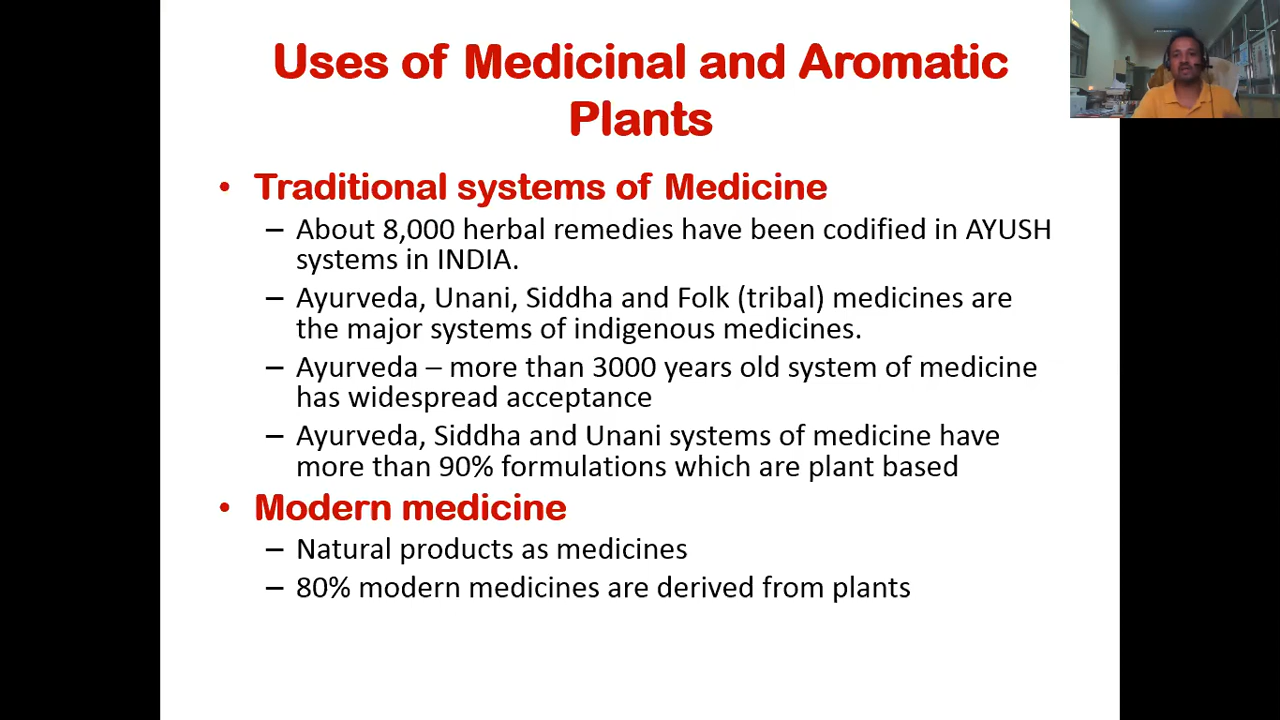 Uses of Medicinal and Aromatic
Plants
• Traditional systems of Medicine
– About 8,000 herbal remedies have been codified in AYUSH
systems in INDIA.
– Ayurveda, Unani, Siddha and Folk (tribal) medicines are
the major systems of indigenous medicines.
– Ayurveda – more than 3000 years old system of medicine
has widespread acceptance
– Ayurveda, Siddha and Unani systems of medicine have
more than 90% formulations which are plant based
• Modern medicine
– Natural products as medicines
– 80% modern medicines are derived from plants